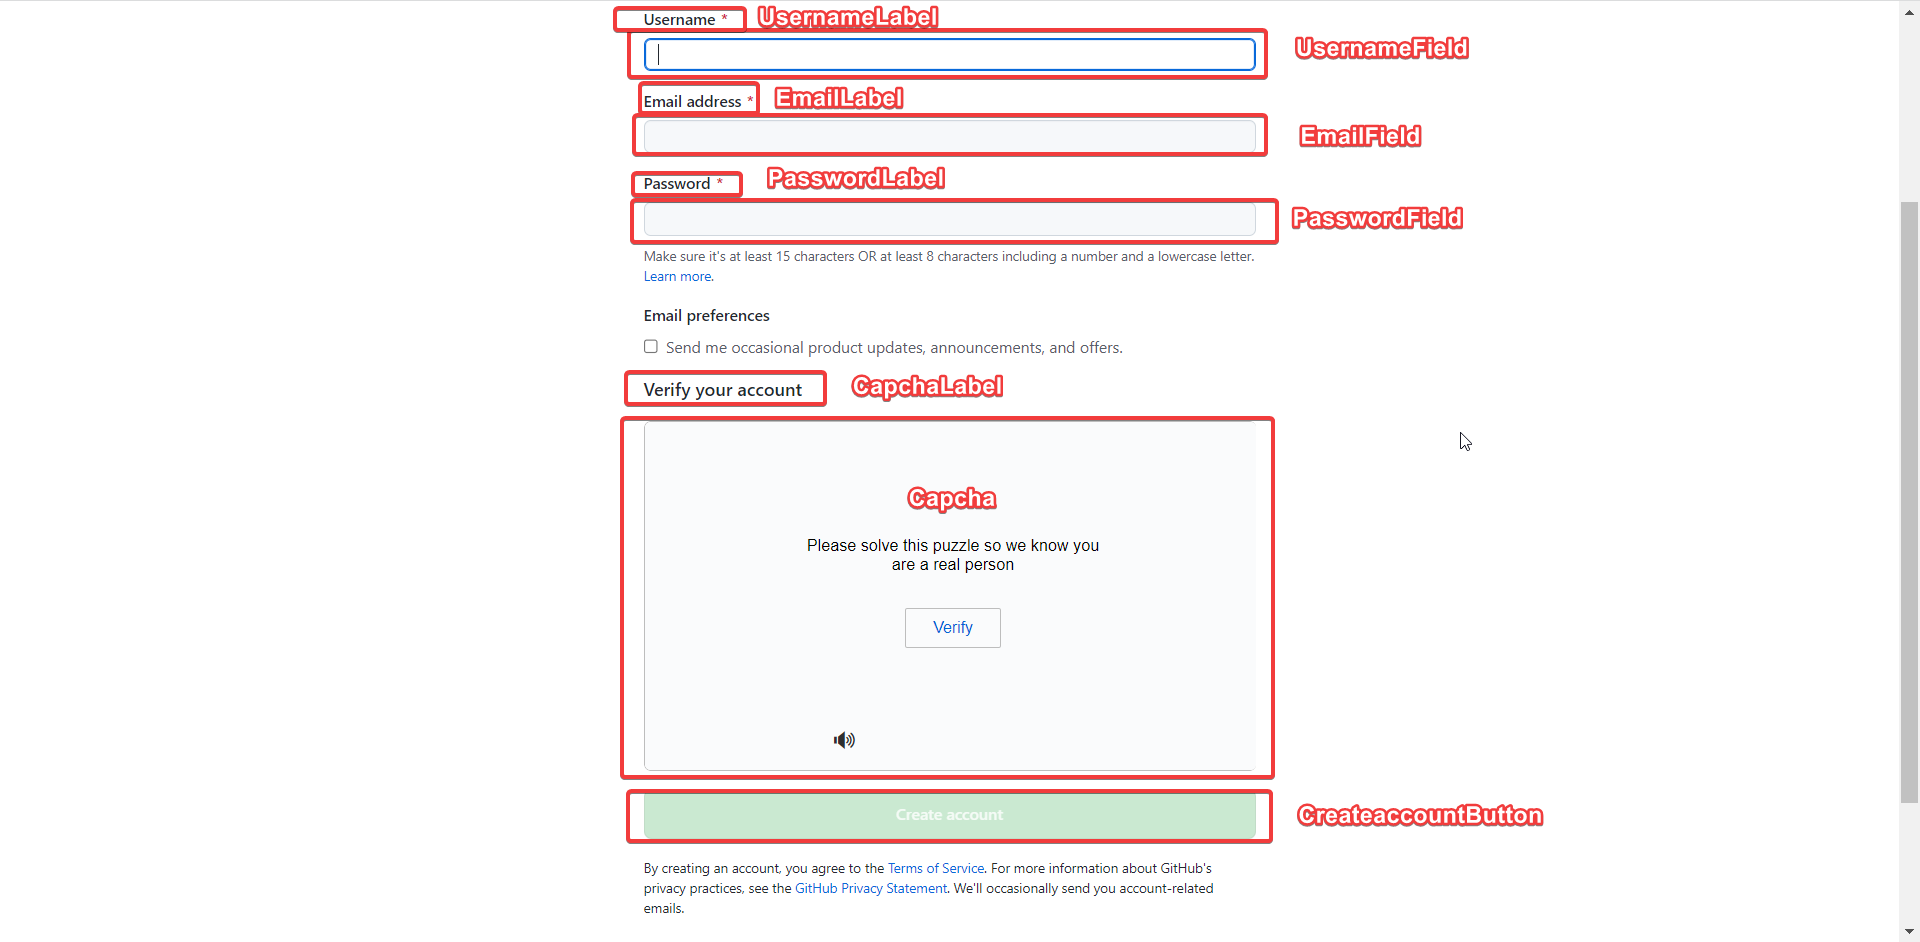 Username * UsernameLabel
UsernameField
Email address * EmailLabel
EmailField
Password * PasswordLabel
PasswordField
Make sure it's at least 15 characters OR at least 8 characters including a number and a lowercase letter.
Learn more.
Email preferences
Send me occasional product updates, announcements, and offers.
Verify your account CapchaLabel
Capcha
Please solve this puzzle so we know you
are a real person
Verify
Create account CreateaccountButton
By creating an account, you agree to the Terms of Service. For more information about GitHub's
privacy practices, see the GitHub Privacy Statement. We'll occasionally send you account-related
emails.